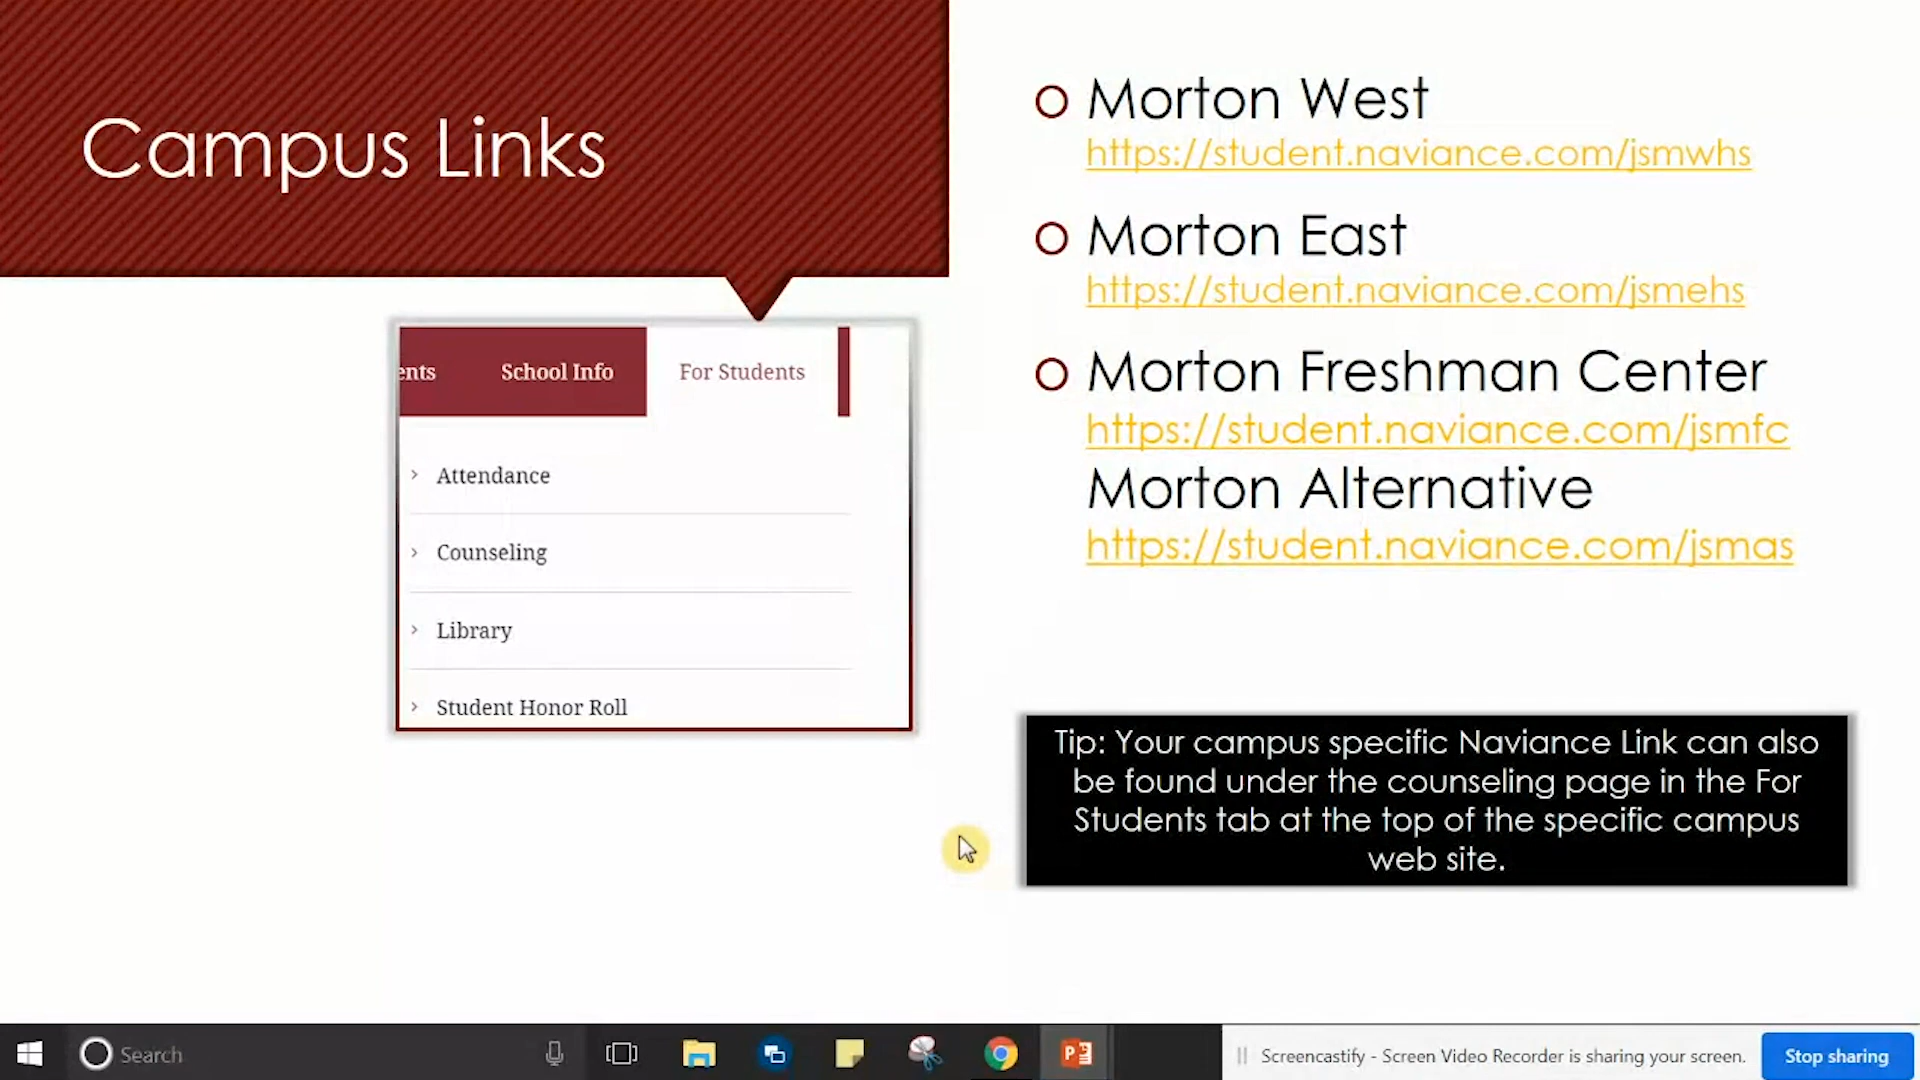 Campus Links
ents School Info For Students
Attendance
Counseling
Library
Student Honor Roll
Morton West
https://student.naviance.com/jsmwhs
Morton East
https://student.naviance.com/jsmehs
Morton Freshman Center
https://student.naviance.com/jsmfc
Morton Alternative
https://student.naviance.com/jsmas
Tip: Your campus specific Naviance Link can also
be found under the counseling page in the For
Students tab at the top of the specific campus
web site.
Search
Screencastify - Screen Video Recorder is sharing your screen.
Stop sharing